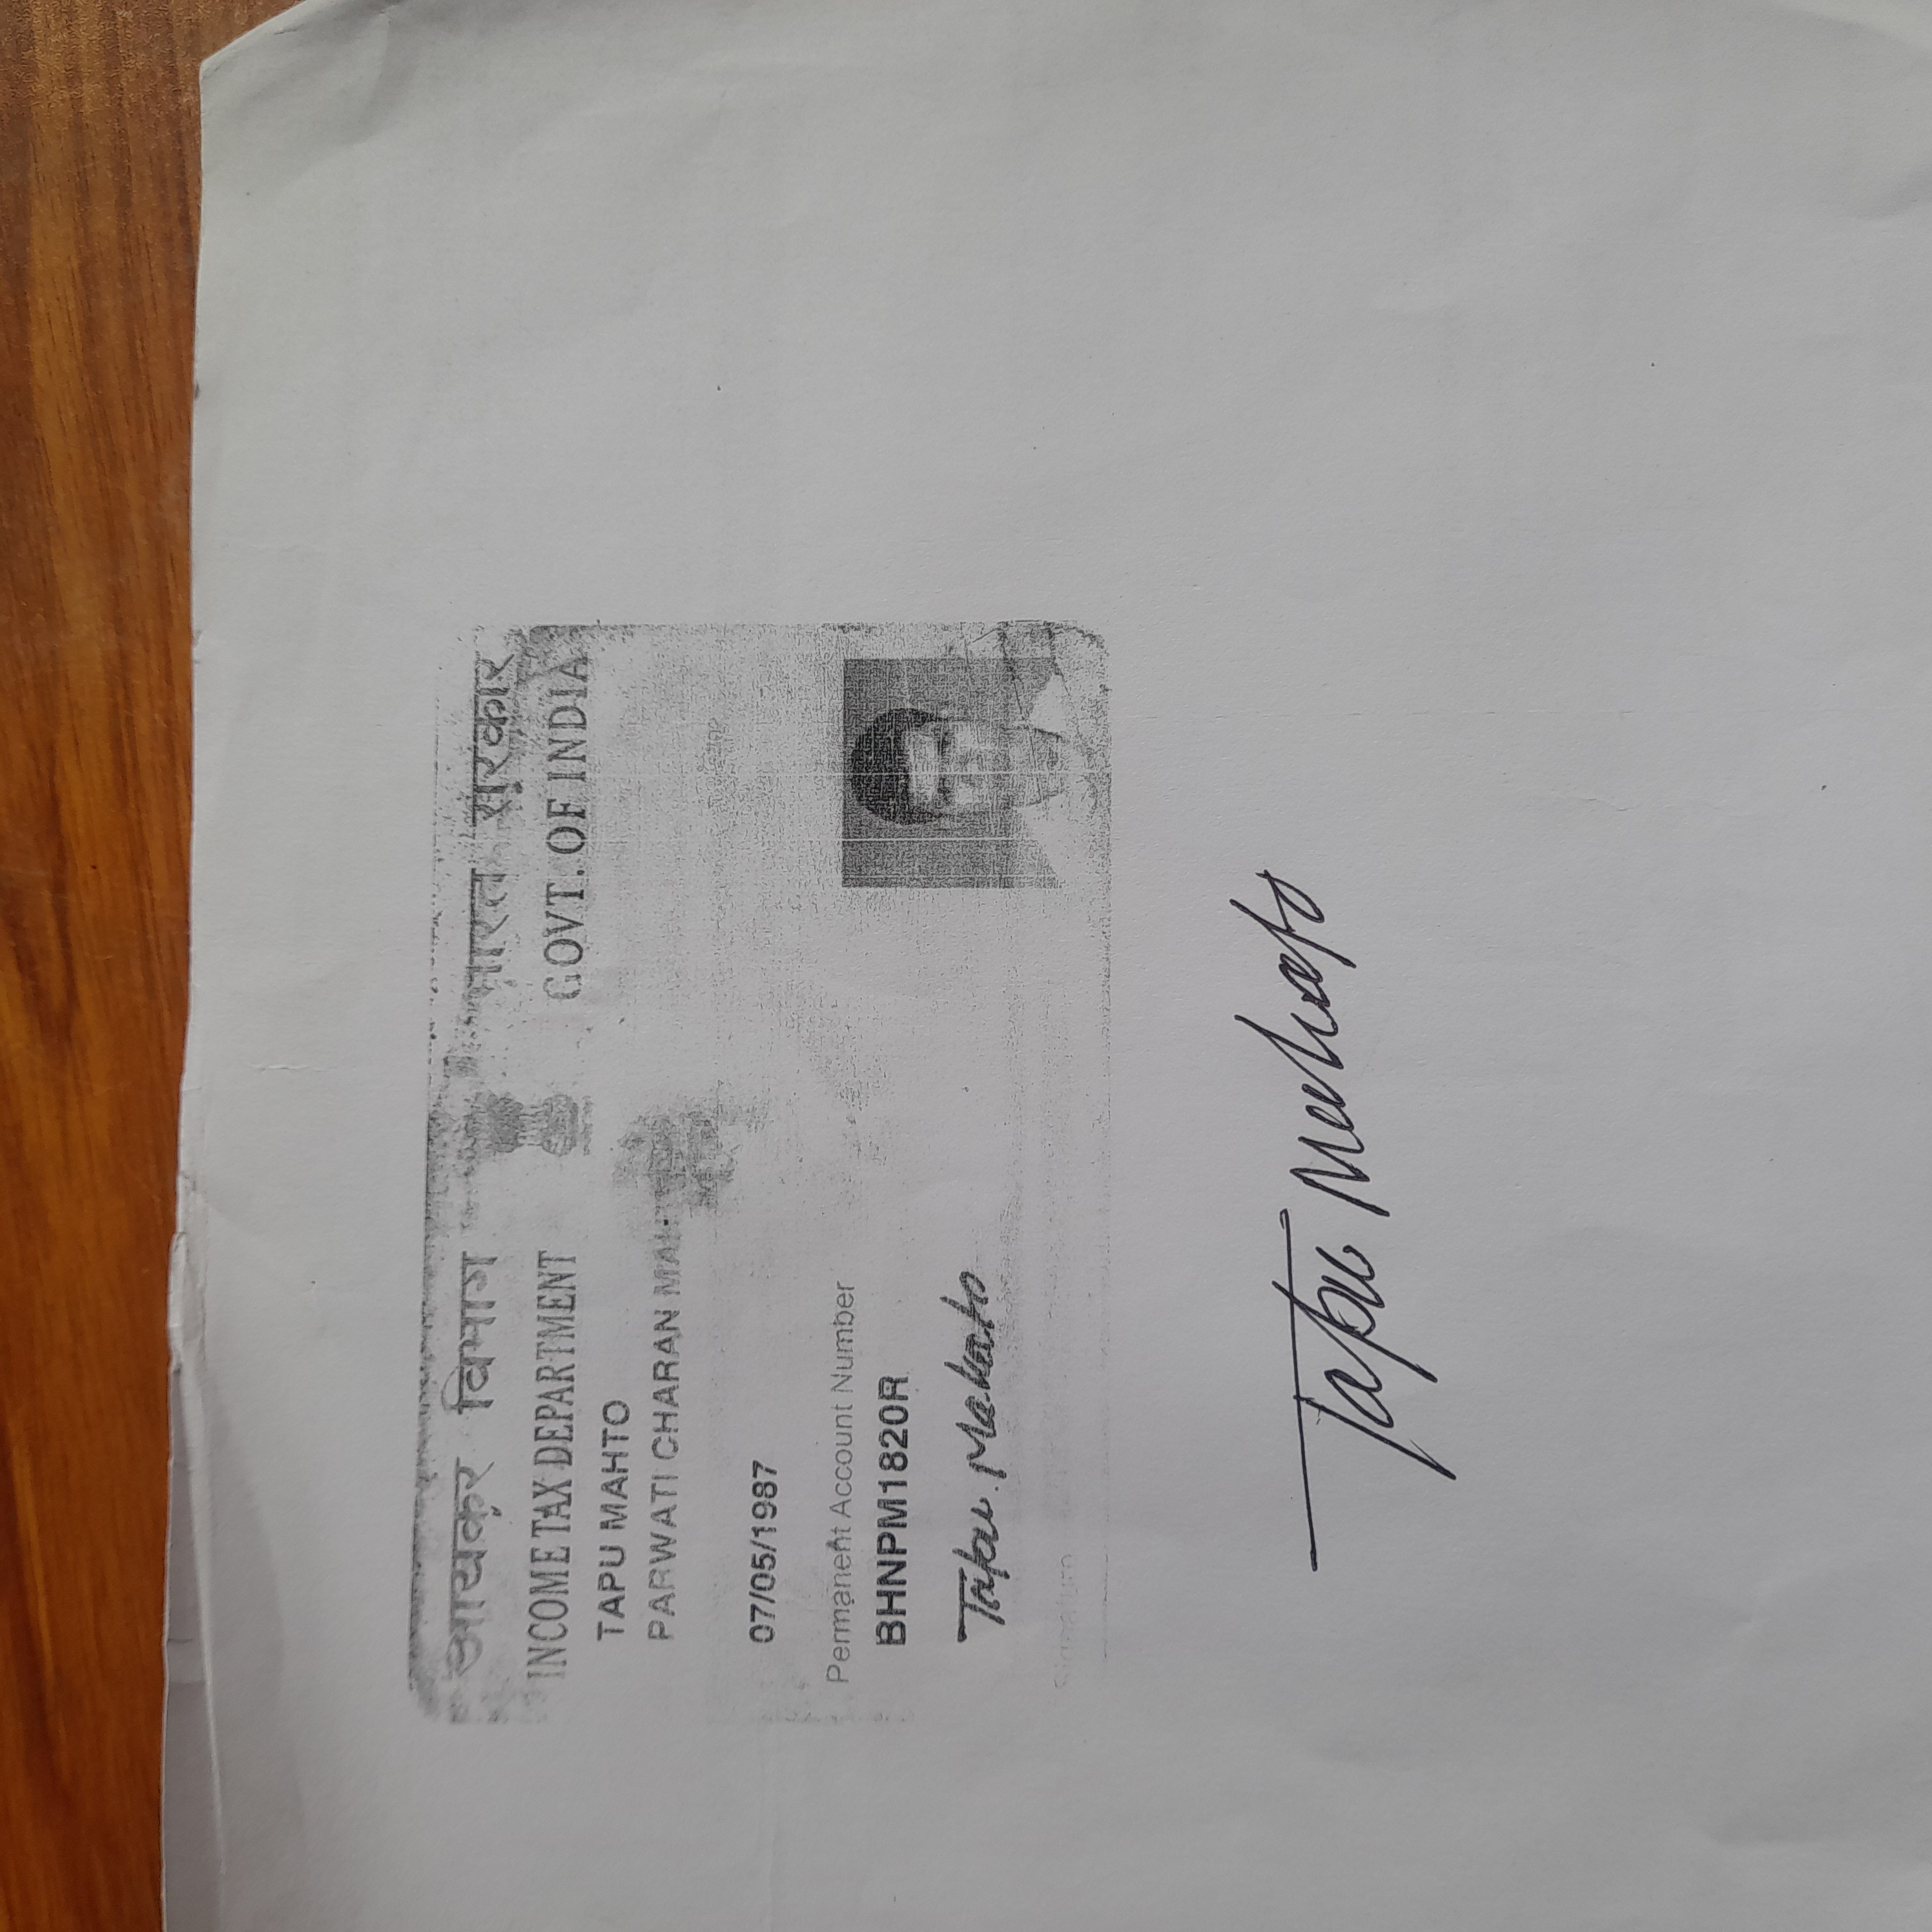 आयकर विभाग
INCOME TAX DEPARTMENT
भारत सरकार
GOVT. OF INDIA
TAPU MAHTO
PARWATI CHARAN
07/05/1987
Permanent Account Number
BHNPM1820R
Tapu Mahato
Signature
Tapu Mahato